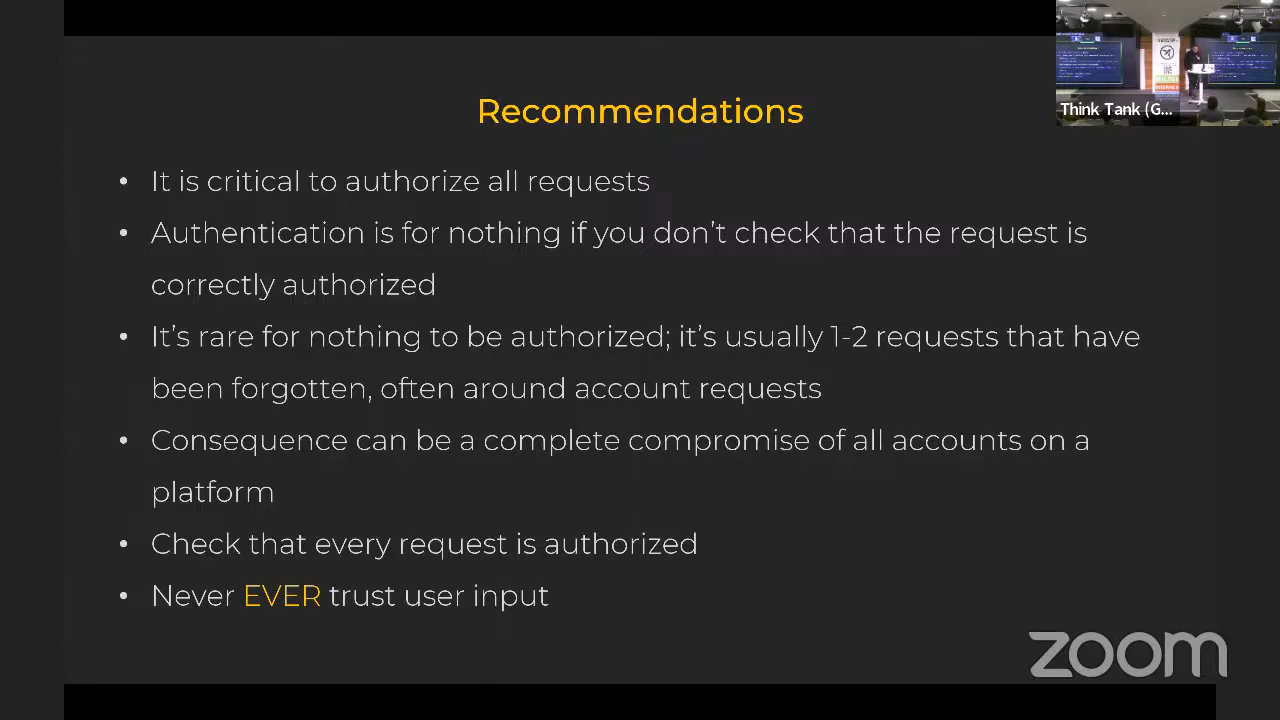 Recommendations
• It is critical to authorize all requests
• Authentication is for nothing if you don’t check that the request is
correctly authorized
• It’s rare for nothing to be authorized; it’s usually 1-2 requests that have
been forgotten, often around account requests
• Consequence can be a complete compromise of all accounts on a
platform
• Check that every request is authorized
• Never EVER trust user input
Think Tank (G...
zoom